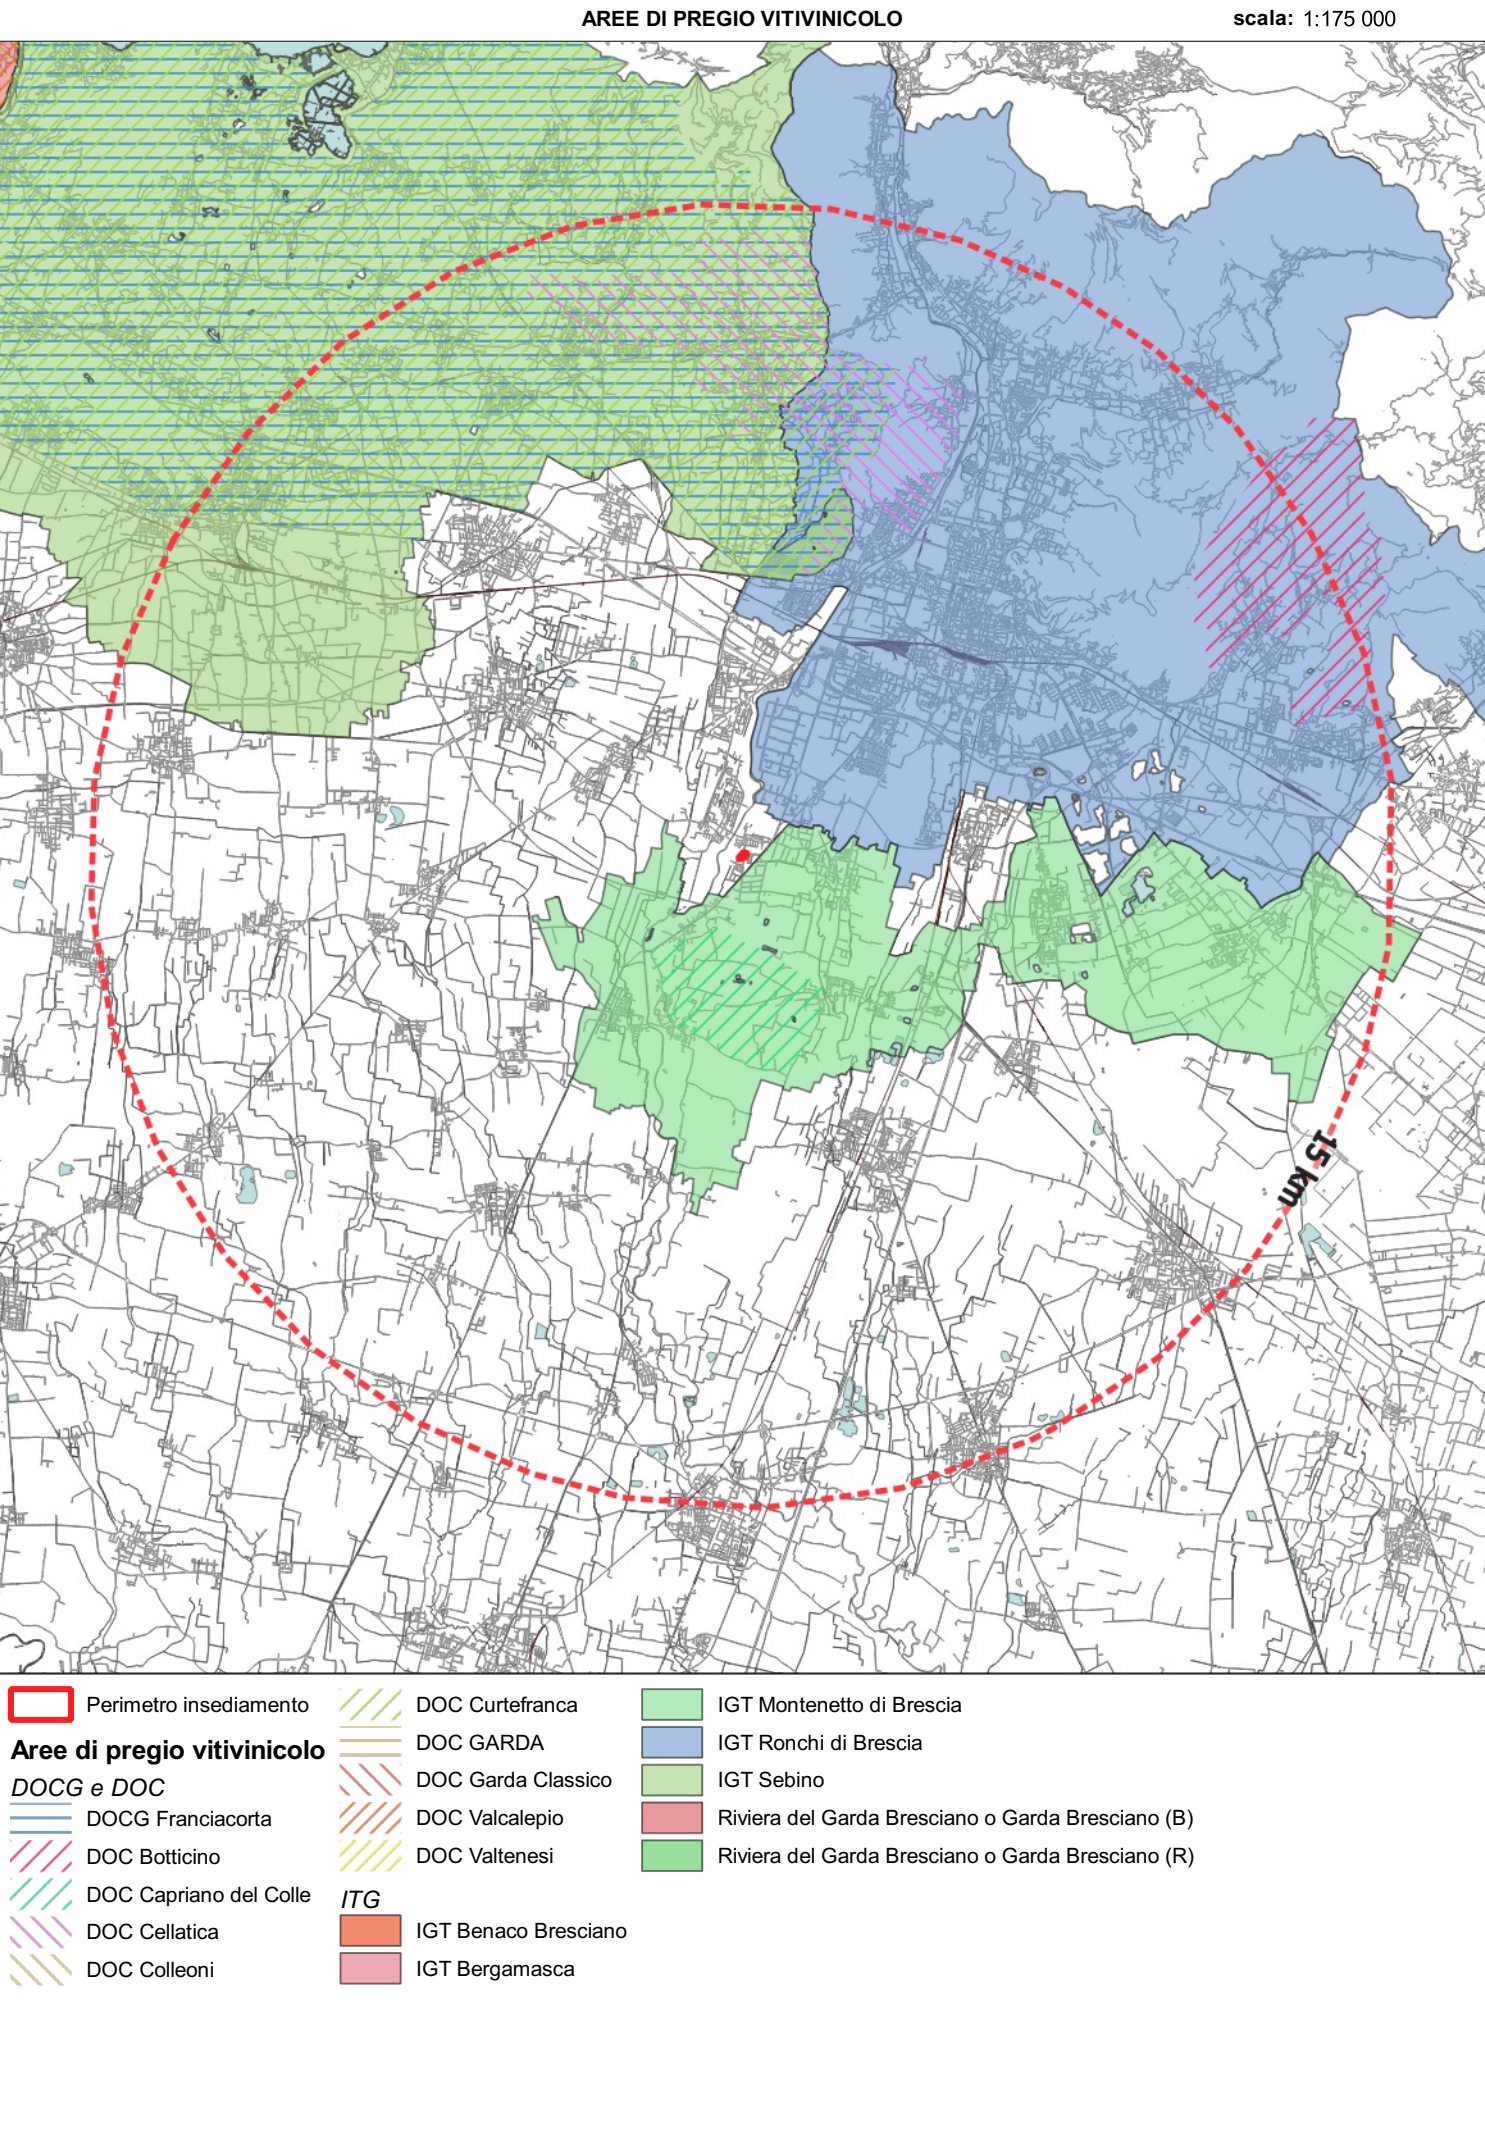 AREE DI PREGIO VITIVINICOLO
scala: 1:175 000
15 km
Perimetro insediamento
Aree di pregio vitivinicolo
DOCG e DOC
DOCG Franciacorta
DOC Botticino
DOC Capriano del Colle
DOC Cellatica
DOC Colleoni
DOC Curtefranca
DOC GARDA
DOC Garda Classico
DOC Valcalepio
DOC Valtenesi
ITG
IGT Benaco Bresciano
IGT Bergamasca
IGT Montenetto di Brescia
IGT Ronchi di Brescia
IGT Sebino
Riviera del Garda Bresciano o Garda Bresciano (B)
Riviera del Garda Bresciano o Garda Bresciano (R)